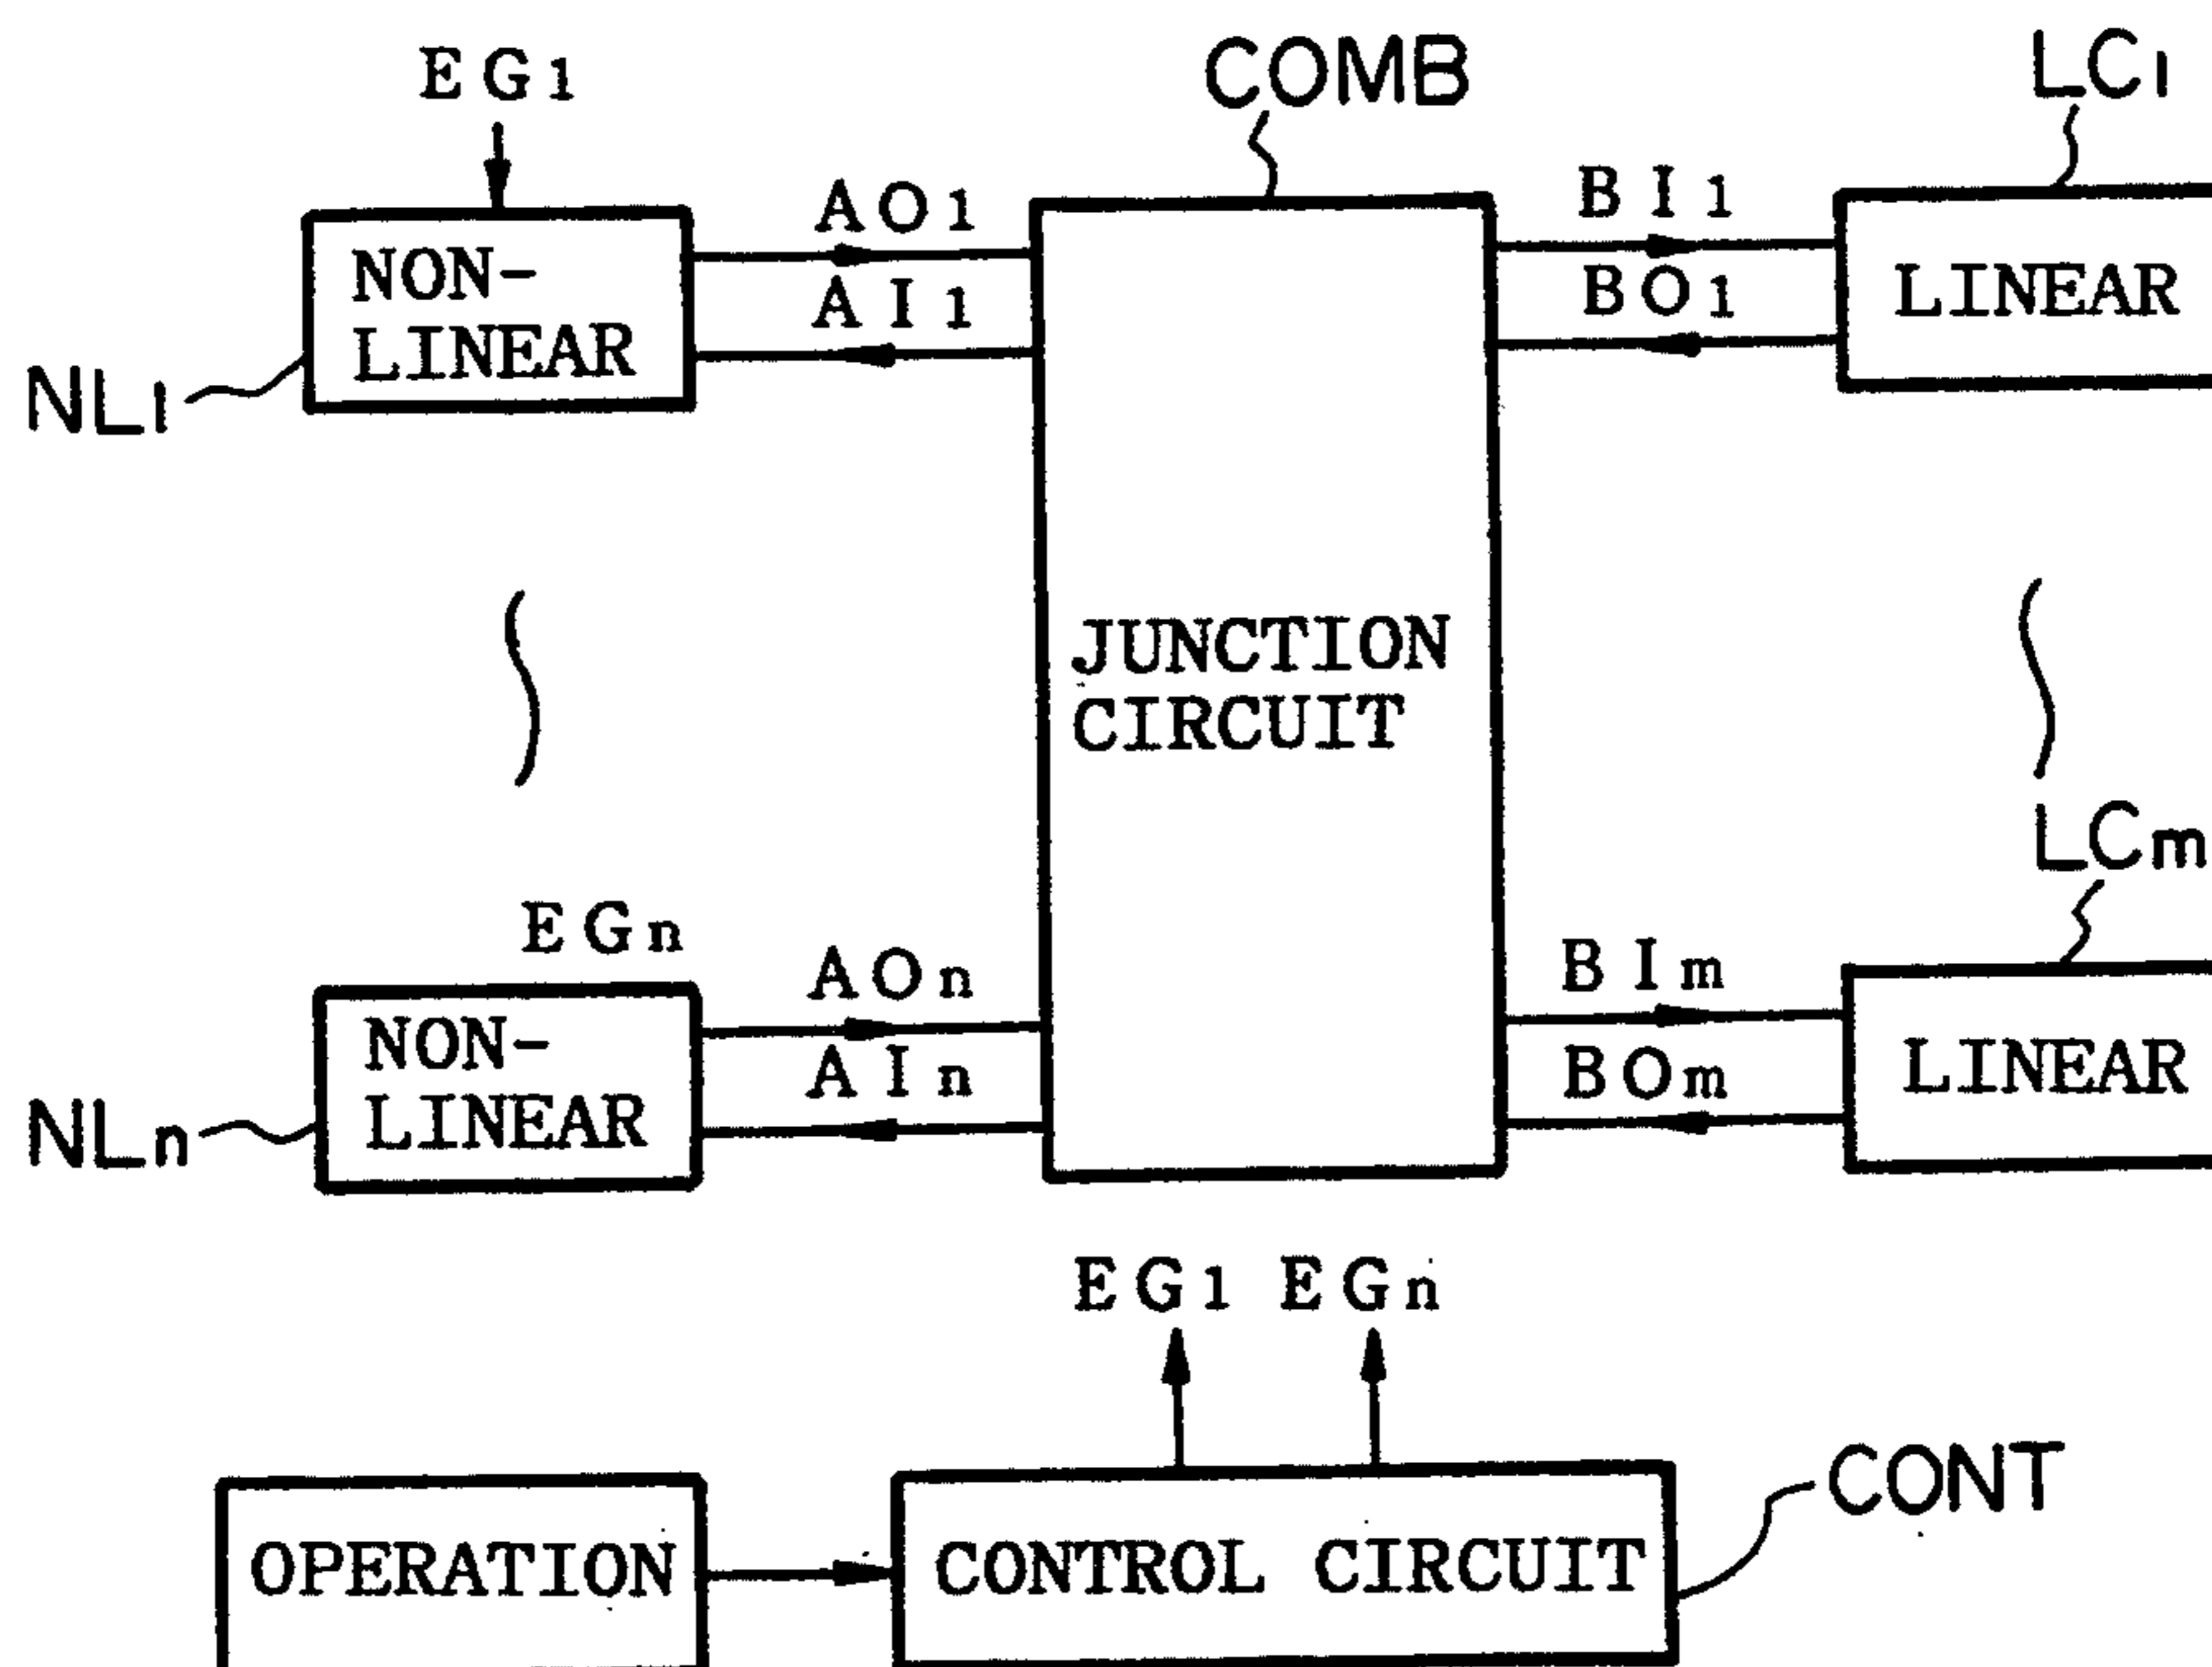 EG1
COMB
LC1
AO1
BI1
NON-
LINEAR
AI1
BO1
LINEAR
NL1
JUNCTION
CIRCUIT
LCm
EGn
AOn
BIm
NON-
LINEAR
AIn
BOm
LINEAR
NLn
EG1 EGn
CONT
OPERATION
CONTROL CIRCUIT